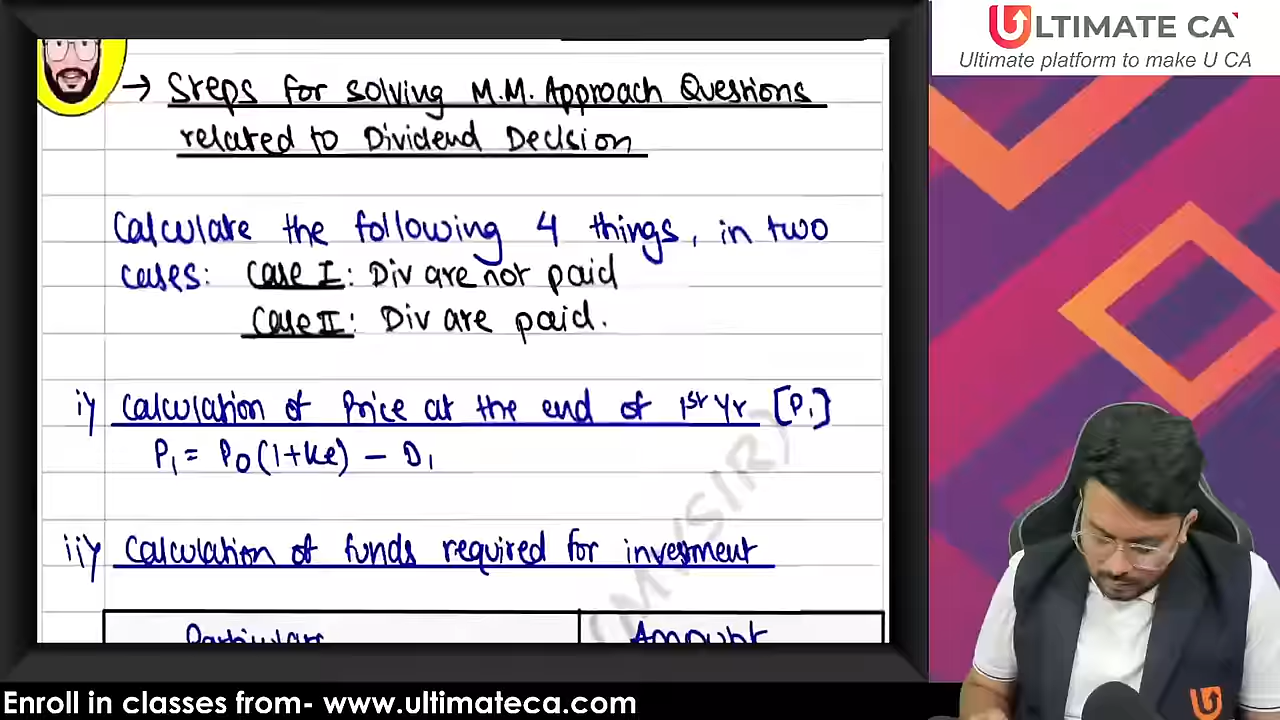 → Steps for solving M.M. Approach Questions
related to Dividend Decision
Calculate the following 4 things, in two
cases: Case I: Div are not paid
Case II: Div are paid.
i) Calculation of Price at the end of 1st Yr [P1]
P1 = P0(1+ke) - D1
ii) Calculation of funds required for investment
Particulars Amount
(MVSIR)
ULTIMATE CA
Ultimate platform to make U CA
Enroll in classes from- www.ultimateca.com